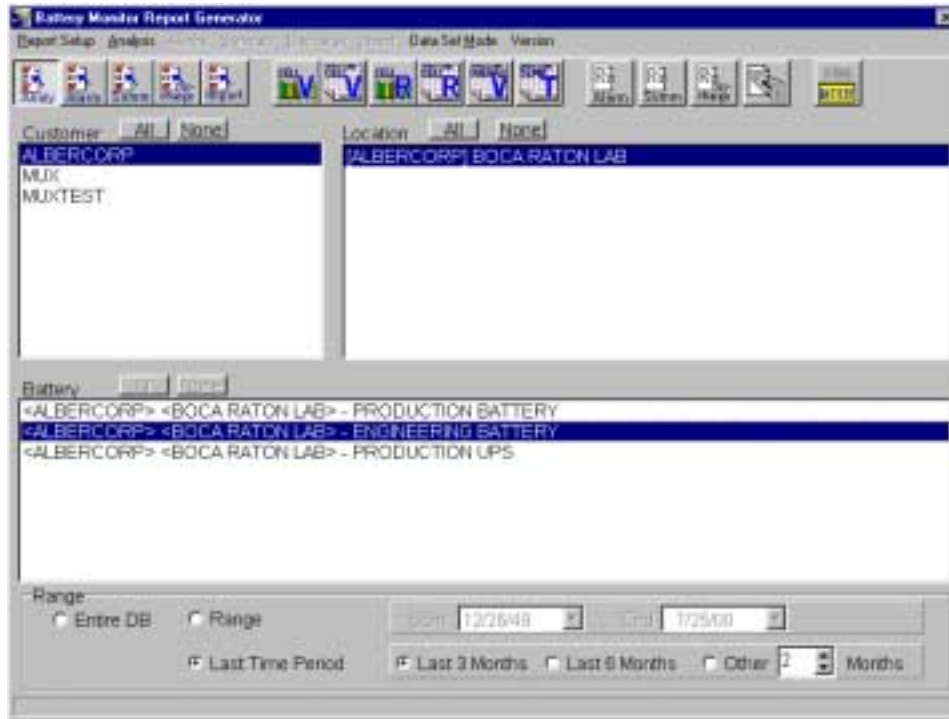 Battery Monitor Report Generator
Report Setup Analysis Data Set Mode Version
V V R R V T
Customer All None Location All None
ALBERCORP
MUX
MUXTEST
[ALBERCORP] BOCA RATON LAB
Battery
<ALBERCORP> <BOCA RATON LAB> - PRODUCTION BATTERY
<ALBERCORP> <BOCA RATON LAB> - ENGINEERING BATTERY
<ALBERCORP> <BOCA RATON LAB> - PRODUCTION UPS
Range
Entire DB Range 12/26/49 End 7/25/00
Last Time Period Last 3 Months Last 6 Months Other 2 Months